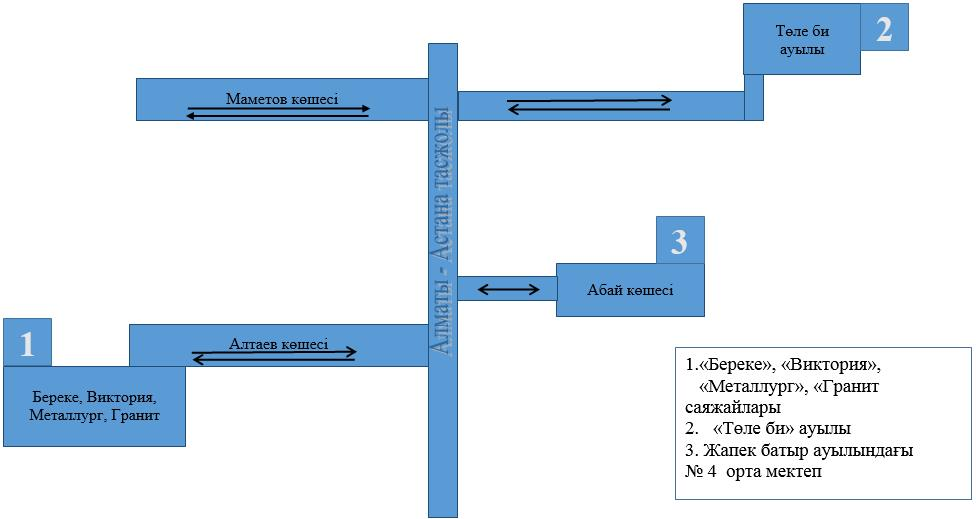 Төле би
ауылы
2
Маметов көшесі
Алматы - Астана тасжолы
3
Абай көшесі
1
Алтаев көшесі
Береке, Виктория,
Металлург, Гранит
1.«Береке», «Виктория»,
«Металлург», «Гранит
саяжайлары
2. «Төле би» ауылы
3. Жапек батыр ауылындағы
№ 4 орта мектеп